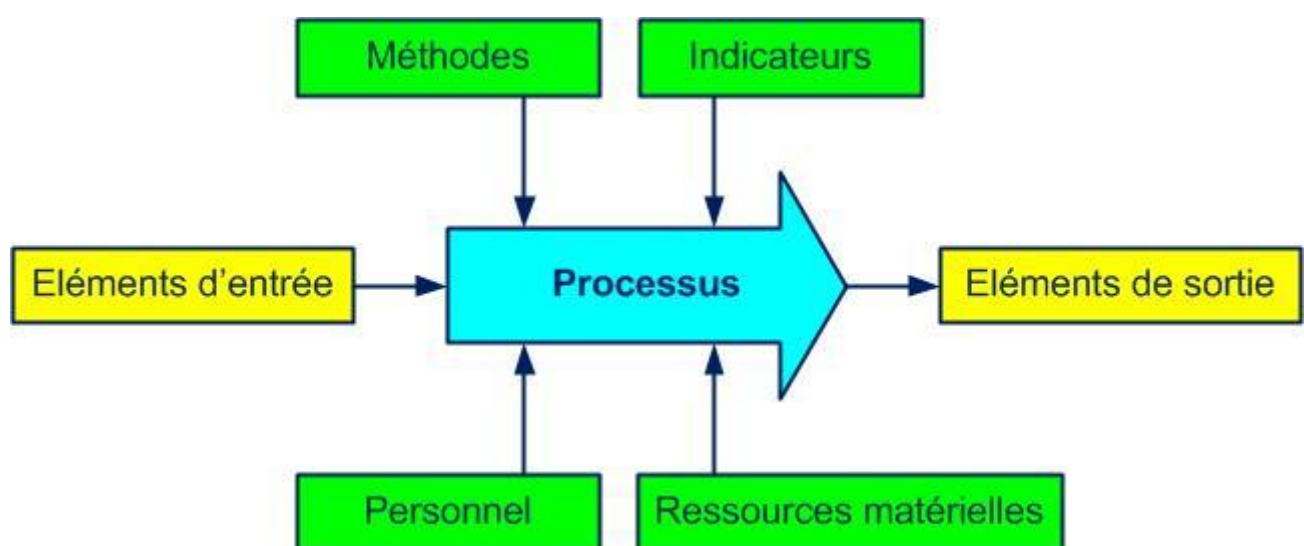 Méthodes
Indicateurs
Eléments d’entrée
Processus
Eléments de sortie
Personnel
Ressources matérielles